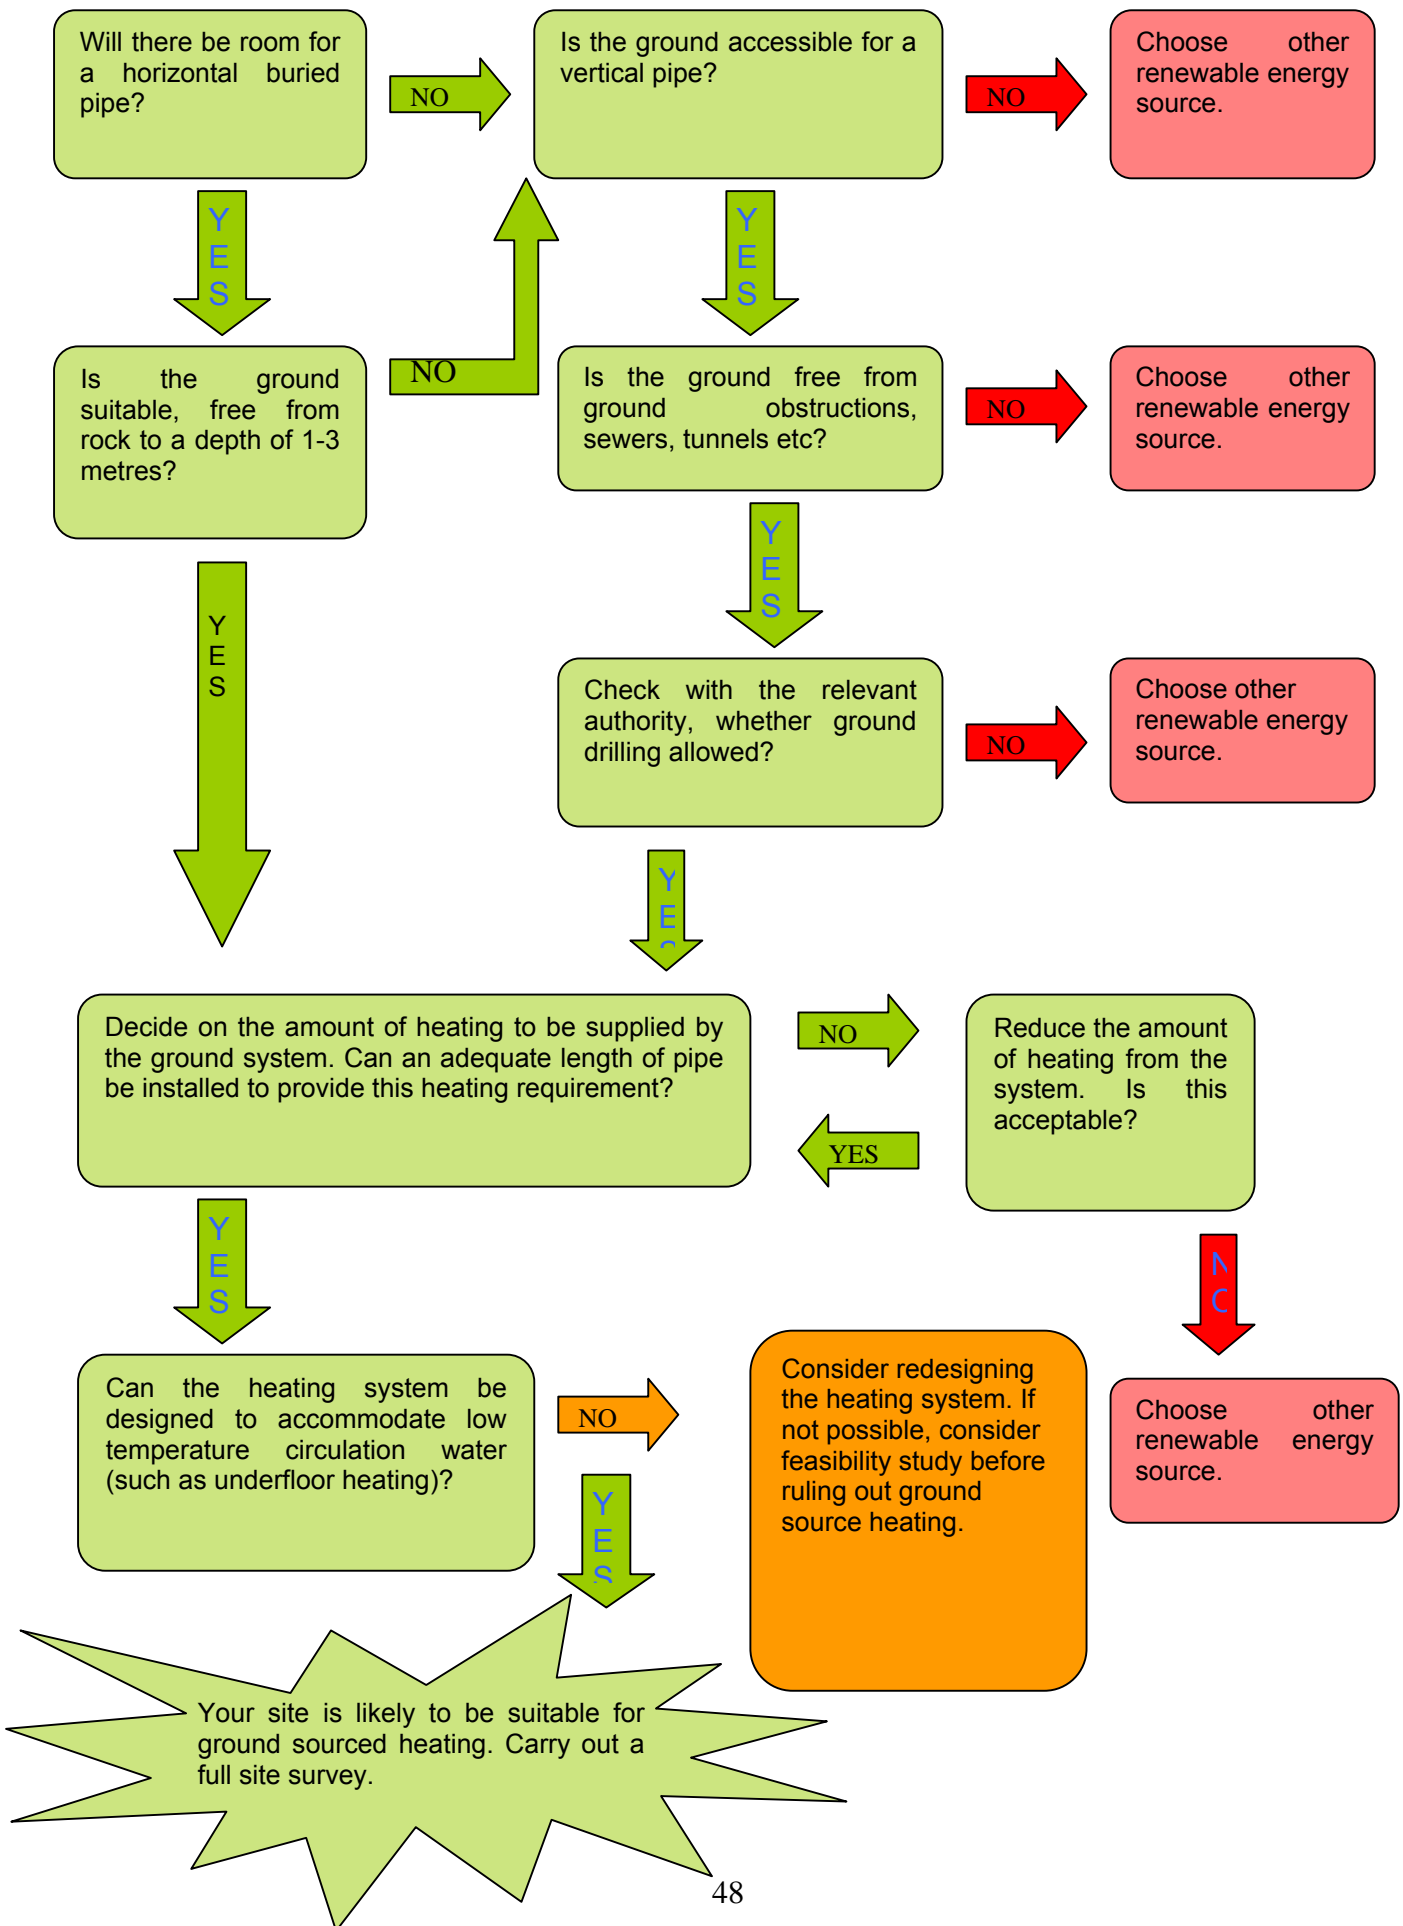 Will there be room for
a horizontal buried
pipe?
NO
Is the ground accessible for a
vertical pipe?
NO
Choose other
renewable energy
source.
Y
E
S
Y
E
S
Is the ground
suitable, free from
rock to a depth of 1-3
metres?
NO
Is the ground free from
ground obstructions,
sewers, tunnels etc?
NO
Choose other
renewable energy
source.
Y
E
S
Y
E
S
Check with the relevant
authority, whether ground
drilling allowed?
NO
Choose other
renewable energy
source.
Y
E
S
Decide on the amount of heating to be supplied by
the ground system. Can an adequate length of pipe
be installed to provide this heating requirement?
NO
YES
Reduce the amount
of heating from the
system. Is this
acceptable?
Y
E
S
N
O
Can the heating system be
designed to accommodate low
temperature circulation water
(such as underfloor heating)?
NO
Consider redesigning
the heating system. If
not possible, consider
feasibility study before
ruling out ground
source heating.
Choose other
renewable energy
source.
Y
E
S
Your site is likely to be suitable for
ground sourced heating. Carry out a
full site survey.
48